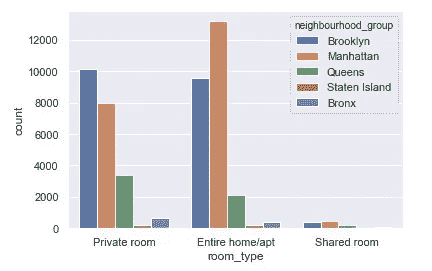 neighbourhood_group
Brooklyn
Manhattan
Queens
Staten Island
Bronx
12000
10000
8000
6000
4000
2000
0
count
Private room
Entire home/apt
Shared room
room_type